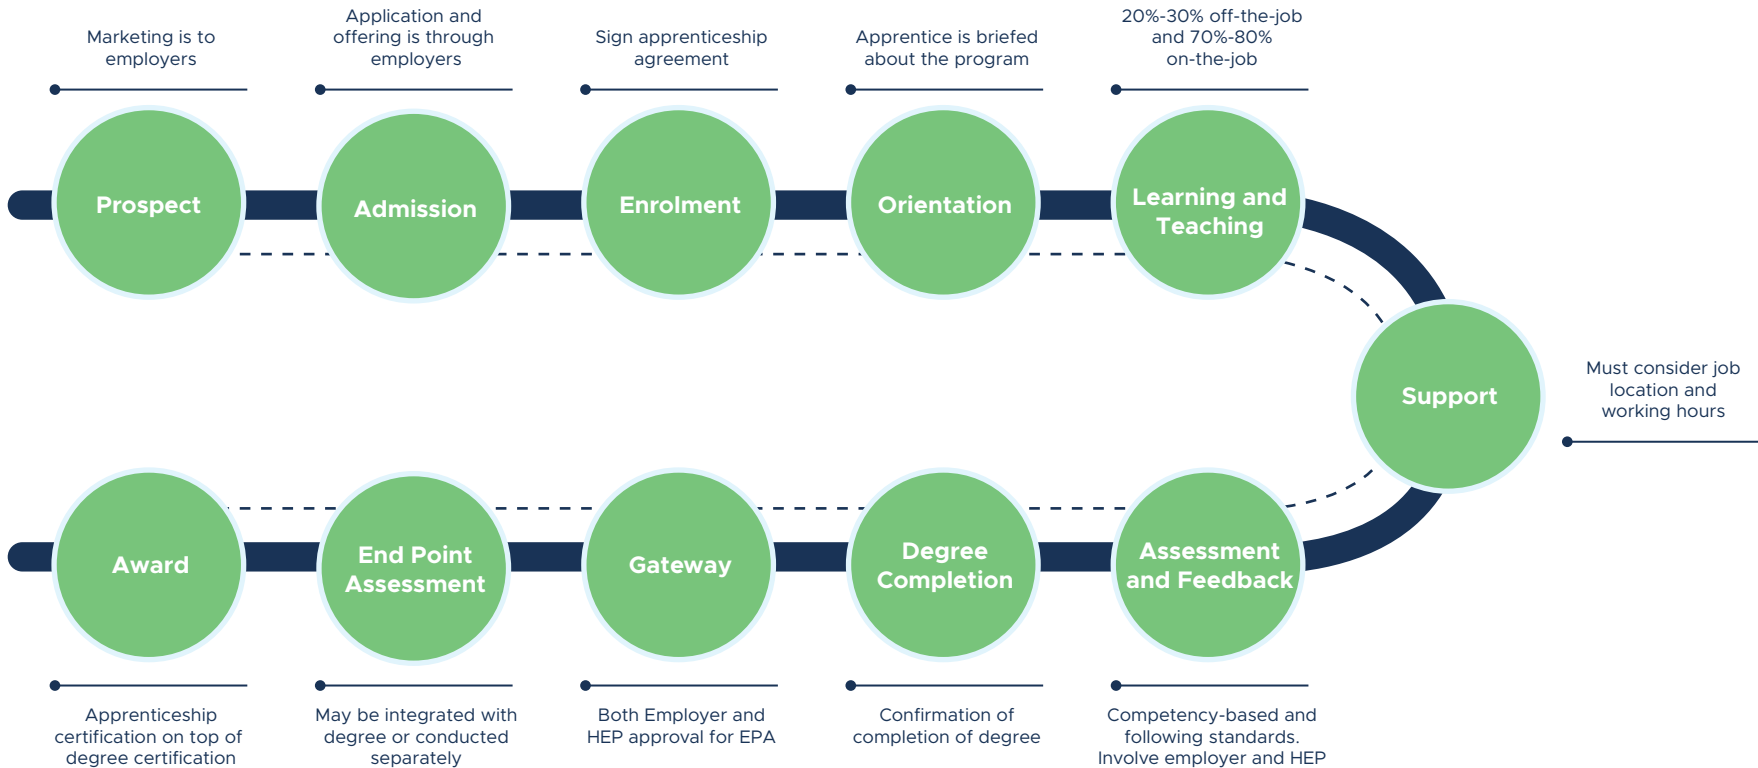 Marketing is to
employers
Application and
offering is through
employers
Sign apprenticeship
agreement
Apprentice is briefed
about the program
20%-30% off-the-job
and 70%-80%
on-the-job
Prospect
Admission
Enrolment
Orientation
Learning and
Teaching
Support
Must consider job
location and
working hours
Award
End Point
Assessment
Gateway
Degree
Completion
Assessment
and Feedback
Apprenticeship
certification on top of
degree certification
May be integrated with
degree or conducted
separately
Both Employer and
HEP approval for EPA
Confirmation of
completion of degree
Competency-based and
following standards.
Involve employer and HEP